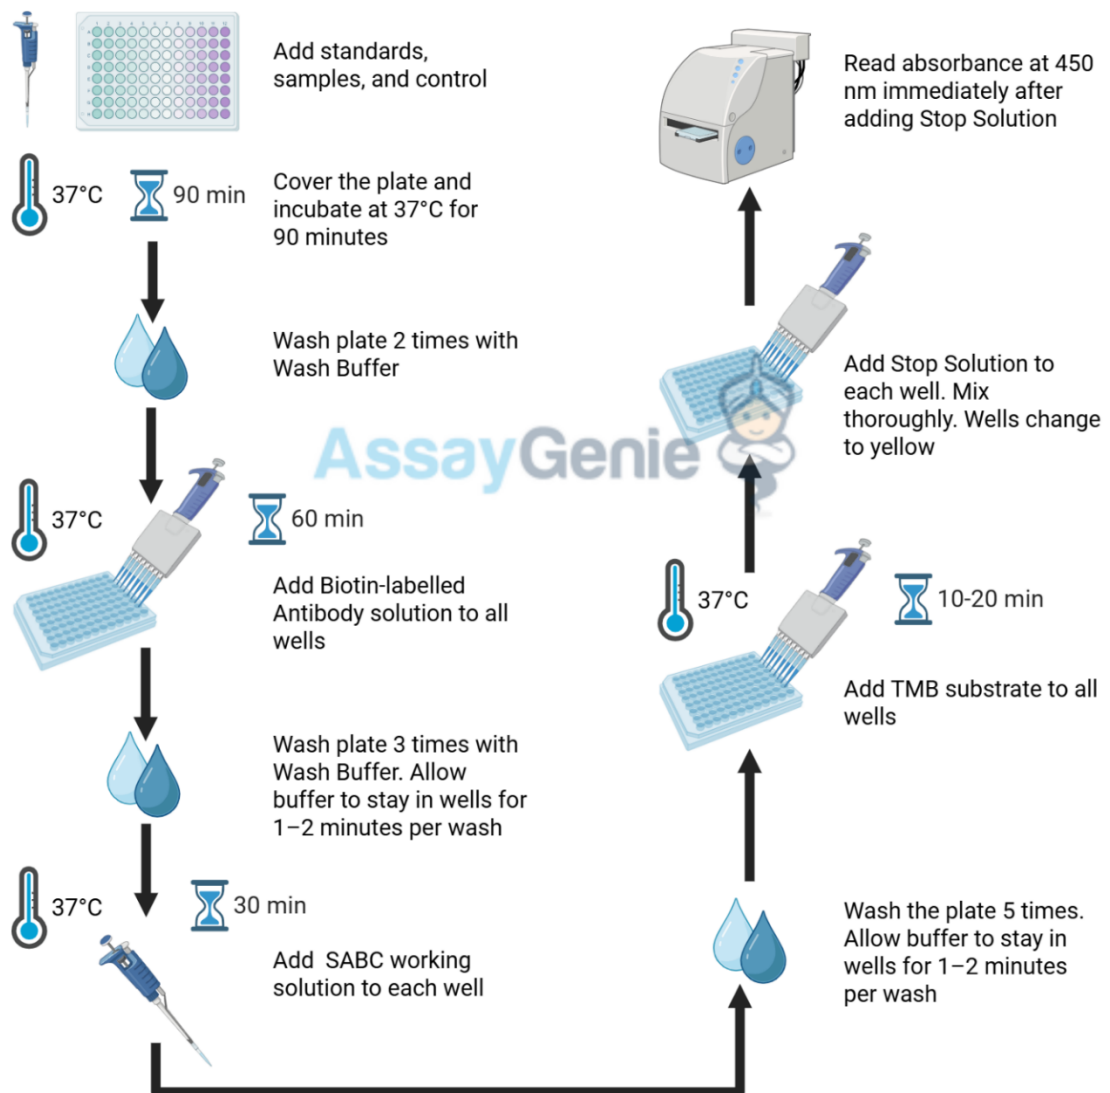 Add standards,
samples, and control
37°C
90 min
Cover the plate and
incubate at 37°C for
90 minutes
Wash plate 2 times with
Wash Buffer
37°C
60 min
Add Biotin-labelled
Antibody solution to all
wells
Wash plate 3 times with
Wash Buffer. Allow
buffer to stay in wells for
1–2 minutes per wash
37°C
30 min
Add SABC working
solution to each well
Wash the plate 5 times.
Allow buffer to stay in
wells for 1–2 minutes
per wash
37°C
10-20 min
Add TMB substrate to all
wells
Add Stop Solution to
each well. Mix
thoroughly. Wells change
to yellow
Read absorbance at 450
nm immediately after
adding Stop Solution
AssayGenie